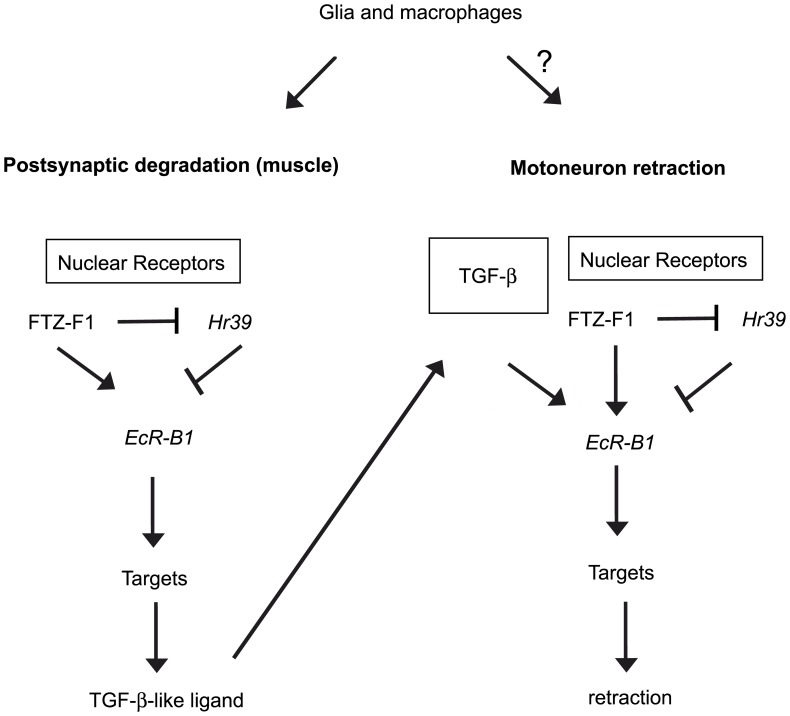 Glia and macrophages
?
Postsynaptic degradation (muscle)
Motoneuron retraction
Nuclear Receptors
FTZ-F1
Hr39
EcR-B1
Targets
TGF-β-like ligand
TGF-β
Nuclear Receptors
FTZ-F1
Hr39
EcR-B1
Targets
retraction